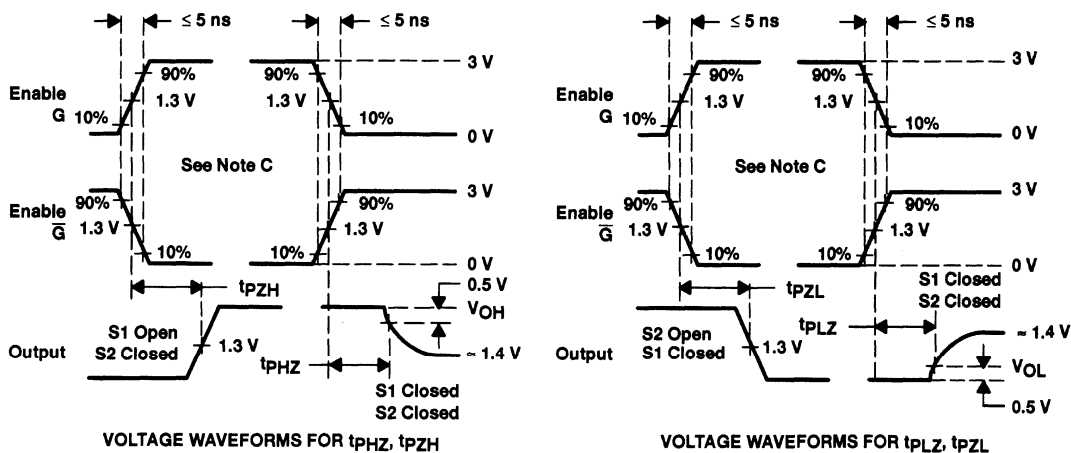 ≤ 5 ns
≤ 5 ns
3 V
90%
90%
Enable
G
1.3 V
1.3 V
10%
10%
0 V
See Note C
3 V
90%
90%
Enable
G̅
1.3 V
1.3 V
10%
10%
0 V
tPZH
0.5 V
VOH
S1 Open
S2 Closed
Output
1.3 V
tPHZ
≈ 1.4 V
S1 Closed
S2 Closed
VOLTAGE WAVEFORMS FOR tPHZ, tPZH
≤ 5 ns
≤ 5 ns
3 V
90%
90%
Enable
G
1.3 V
1.3 V
10%
10%
0 V
See Note C
3 V
90%
90%
Enable
G̅
1.3 V
1.3 V
10%
10%
0 V
tPZL
S1 Closed
S2 Closed
S2 Open
S1 Closed
Output
1.3 V
tPLZ
≈ 1.4 V
VOL
0.5 V
VOLTAGE WAVEFORMS FOR tPLZ, tPZL